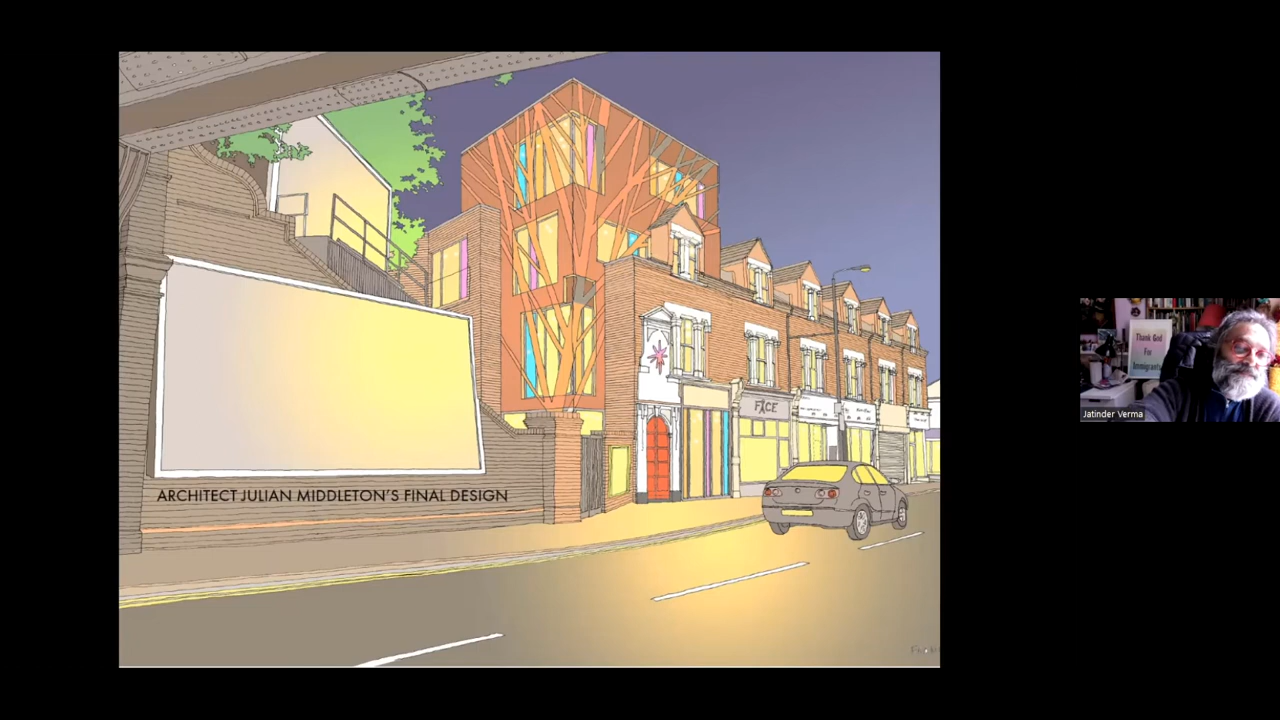 FACE
ARCHITECT JULIAN MIDDLETON'S FINAL DESIGN
Thank God
For
Immigrants
Jatinder Verma